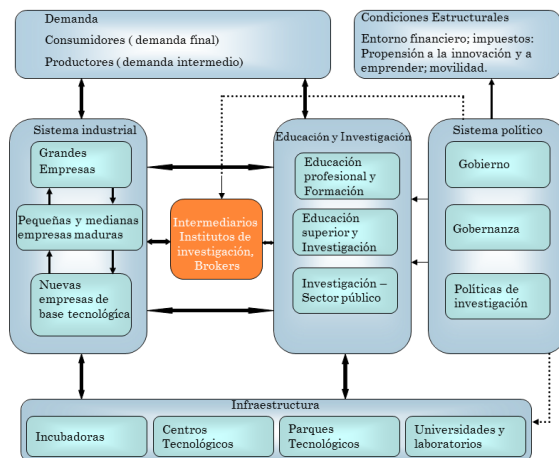 Demanda
Consumidores ( demanda final)
Productores ( demanda intermedio)
Condiciones Estructurales
Entorno financiero; impuestos:
Propensión a la innovación y a
emprender; movilidad.
Sistema industrial
Grandes
Empresas
Pequeñas y medianas
empresas maduras
Nuevas
empresas de
base tecnológica
Intermediarios
Institutos de
investigación,
Brokers
Educación y Investigación
Educación
profesional y
Formación
Educación
superior y
Investigación
Investigación –
Sector público
Sistema político
Gobierno
Gobernanza
Políticas de
investigación
Infraestructura
Incubadoras
Centros
Tecnológicos
Parques
Tecnológicos
Universidades y
laboratorios